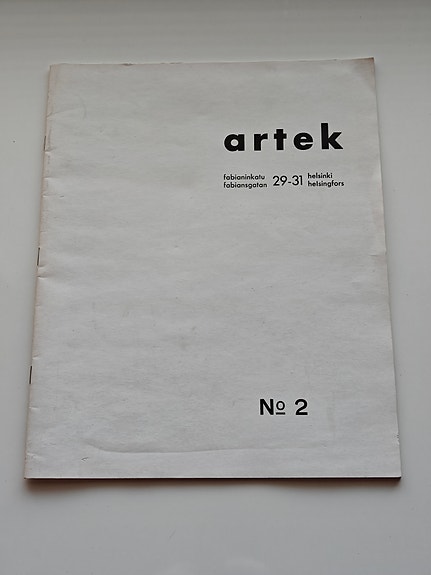 artek
fabianinkatu 29-31 helsinki
fabiansgatan helsingfors
Nº 2